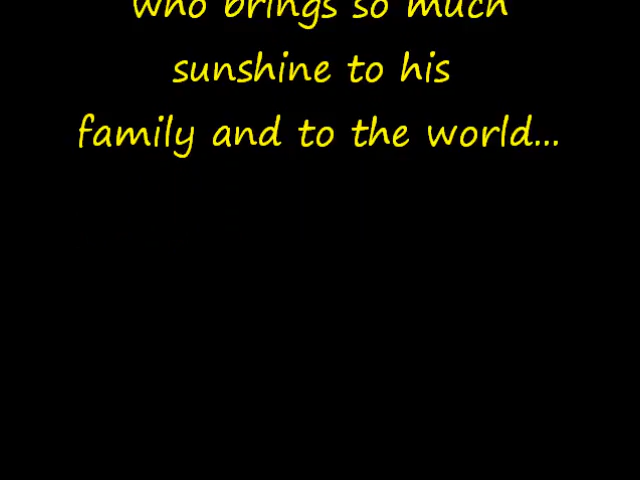 who brings so much
sunshine to his
family and to the world...